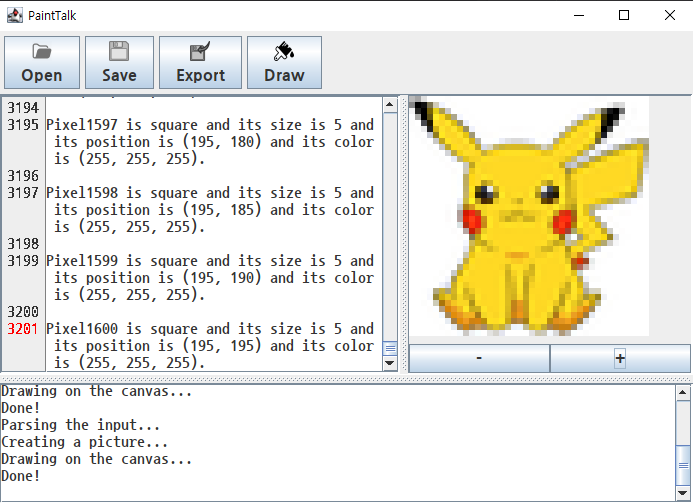 PaintTalk
Open Save Export Draw
3194
3195 Pixel1597 is square and its size is 5 and
its position is (195, 180) and its color
is (255, 255, 255).
3196
3197 Pixel1598 is square and its size is 5 and
its position is (195, 185) and its color
is (255, 255, 255).
3198
3199 Pixel1599 is square and its size is 5 and
its position is (195, 190) and its color
is (255, 255, 255).
3200
3201 Pixel1600 is square and its size is 5 and
its position is (195, 195) and its color
is (255, 255, 255).
- +
Drawing on the canvas...
Done!
Parsing the input...
Creating a picture...
Drawing on the canvas...
Done!